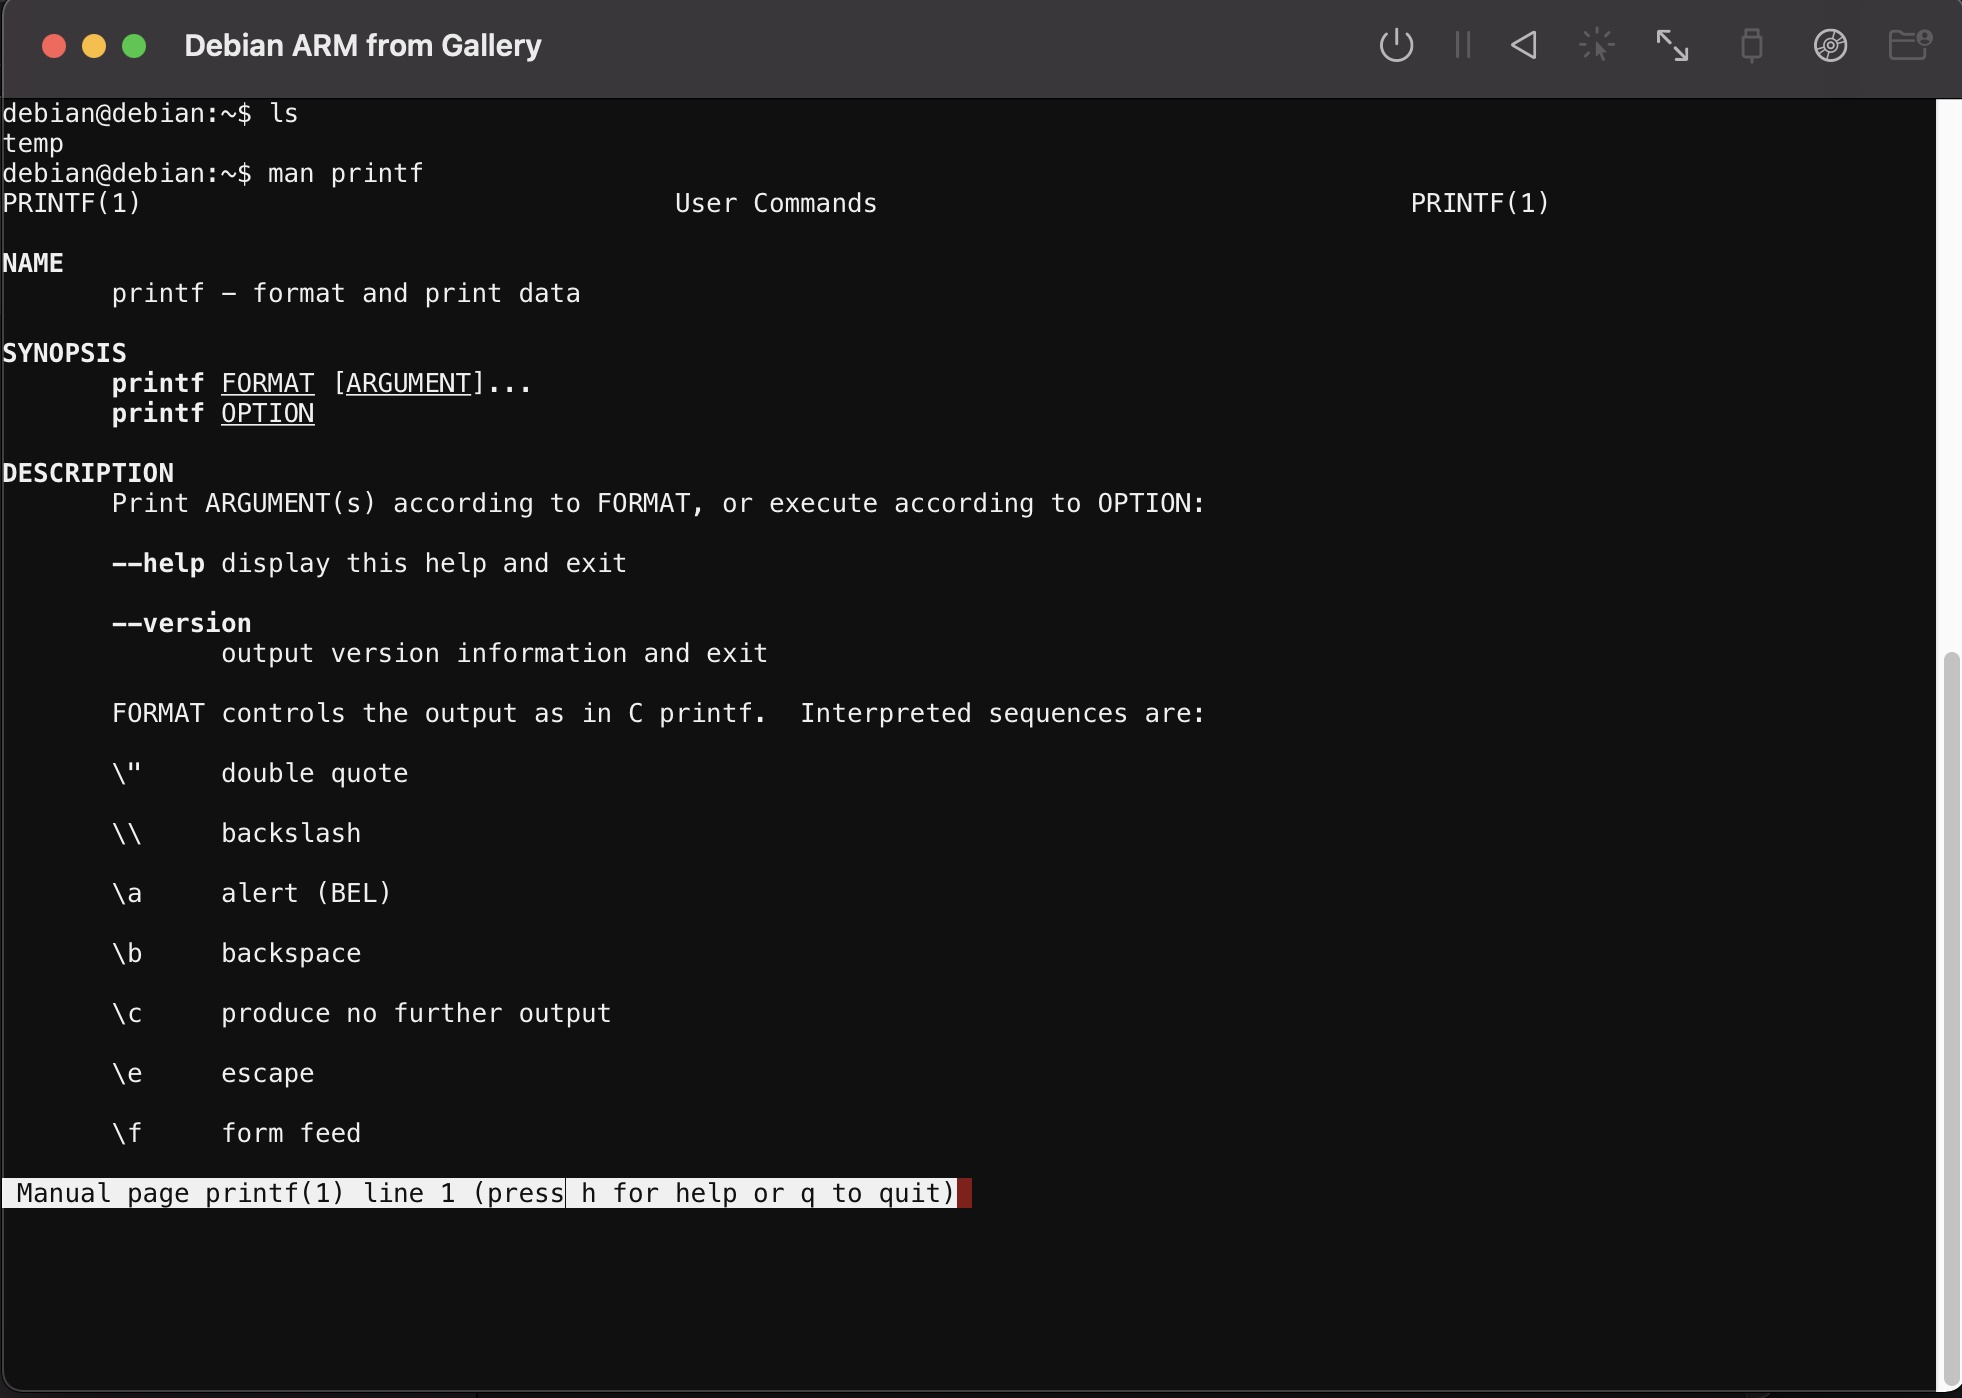 Debian ARM from Gallery
debian@debian:~$ ls
temp
debian@debian:~$ man printf
PRINTF(1) User Commands PRINTF(1)
NAME
printf – format and print data
SYNOPSIS
printf FORMAT [ARGUMENT]...
printf OPTION
DESCRIPTION
Print ARGUMENT(s) according to FORMAT, or execute according to OPTION:
--help display this help and exit
--version
output version information and exit
FORMAT controls the output as in C printf.  Interpreted sequences are:
\" double quote
\\ backslash
\a alert (BEL)
\b backspace
\c produce no further output
\e escape
\f form feed
Manual page printf(1) line 1 (press h for help or q to quit)